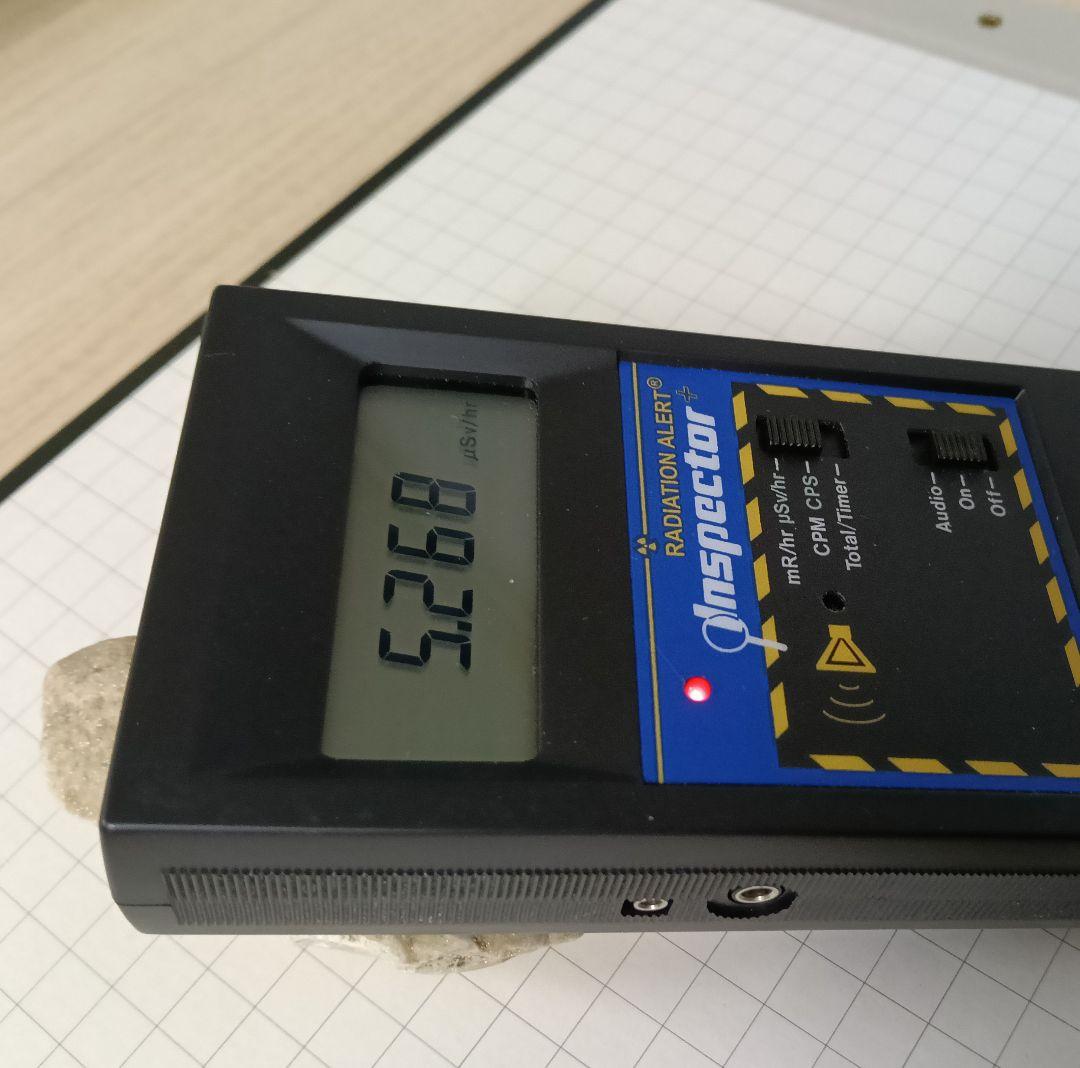 5.268 µSv/hr
RADIATION ALERT®
Inspector+
mR/hr µSv/hr
CPM CPS
Total/Timer
Audio
On
Off